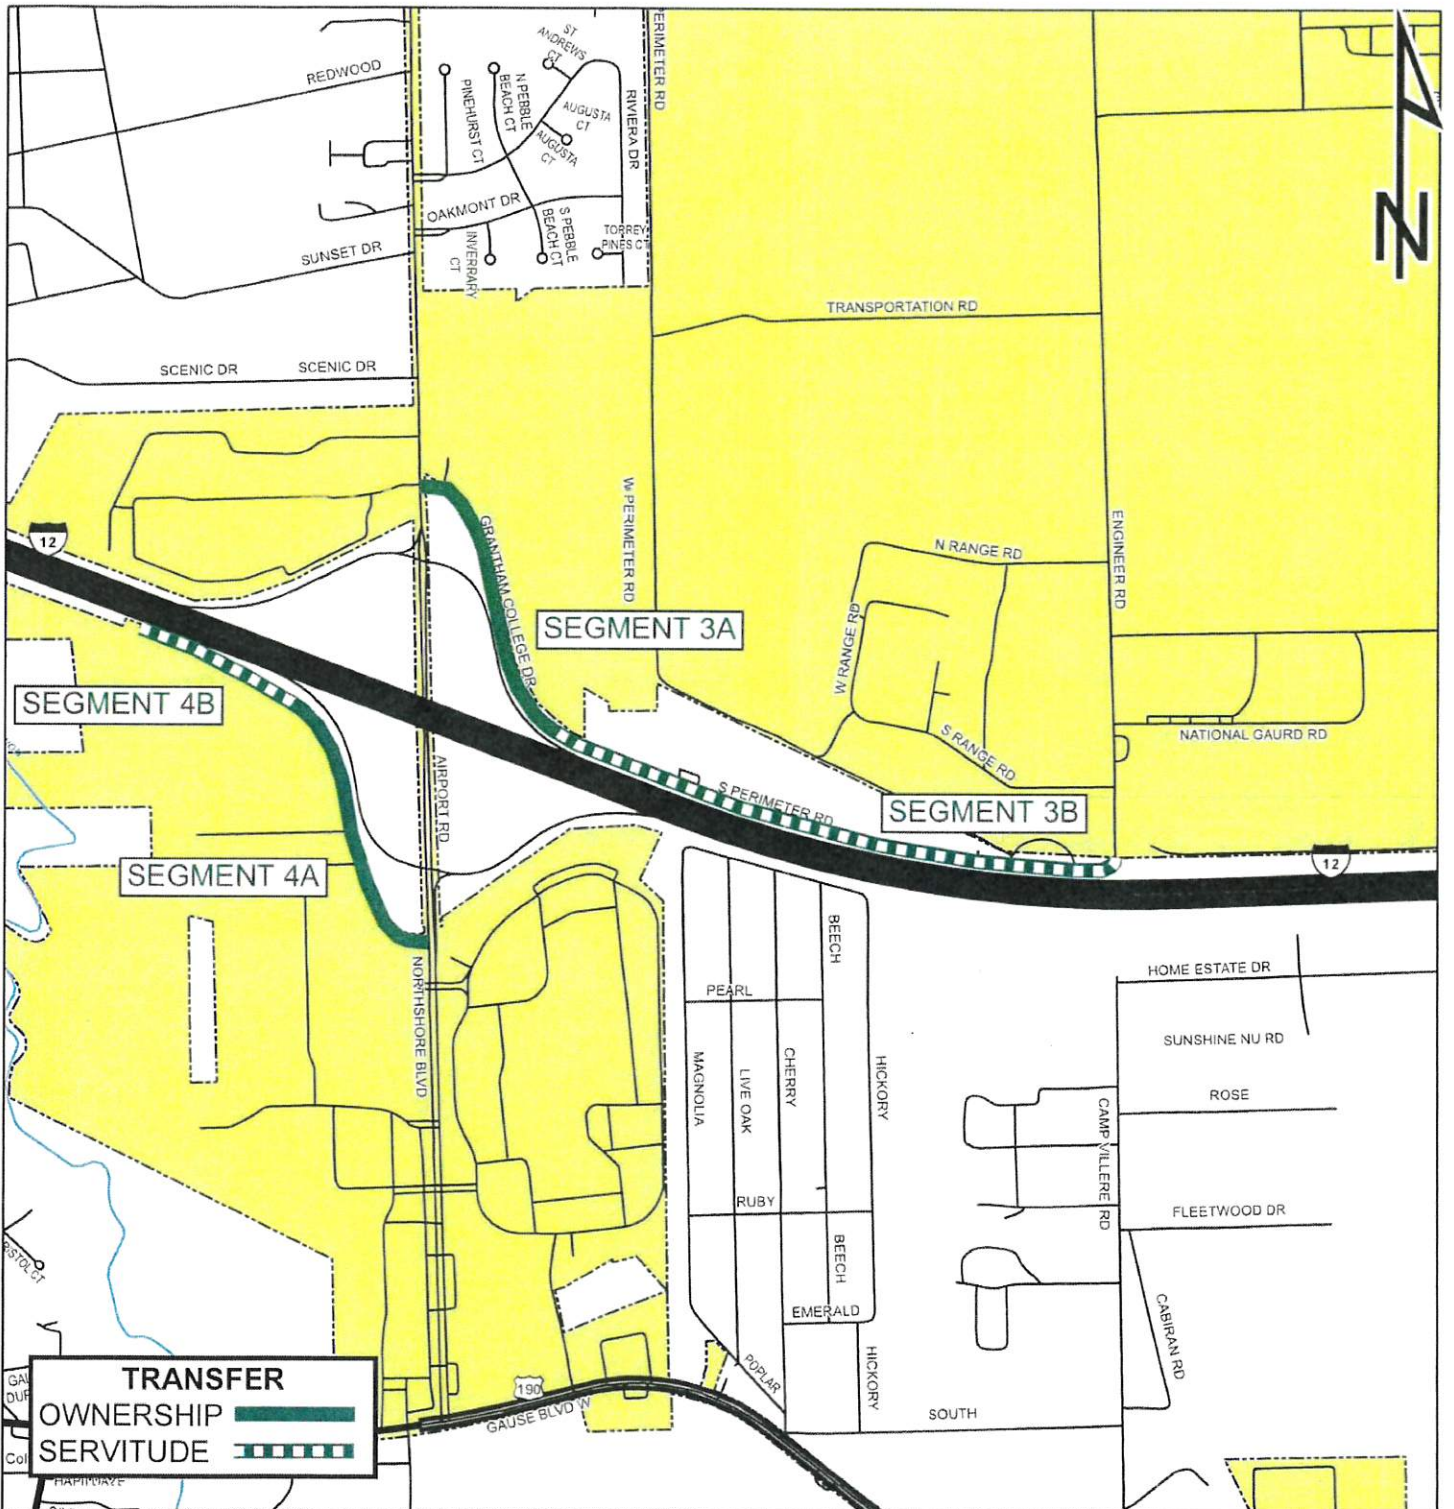 REDWOOD
ST
ANDREWS
CT
PERIMETER RD
PINEHURST CT
N PEBBLE
BEACH CT
AUGUSTA
CT
AUGUSTA
CT
RIVIERA DR
OAKMONT DR
INVERRARY
CT
S PEBBLE
BEACH CT
TORREY
PINES CT
SUNSET DR
N
TRANSPORTATION RD
SCENIC DR
SCENIC DR
12
GRANTHAM COLLEGE DR
W PERIMETER RD
N RANGE RD
ENGINEER RD
W RANGE RD
SEGMENT 3A
SEGMENT 4B
S RANGE RD
NATIONAL GAURD RD
AIRPORT RD
S PERIMETER RD
SEGMENT 3B
12
SEGMENT 4A
BEECH
NORTHSHORE BLVD
HOME ESTATE DR
PEARL
SUNSHINE NU RD
MAGNOLIA
LIVE OAK
CHERRY
HICKORY
ROSE
CAMP VILLERE RD
RUBY
FLEETWOOD DR
BEECH
EMERALD
CABIRAN RD
HICKORY
POPLAR
190
GAUSE BLVD W
SOUTH
TRANSFER
OWNERSHIP
SERVITUDE